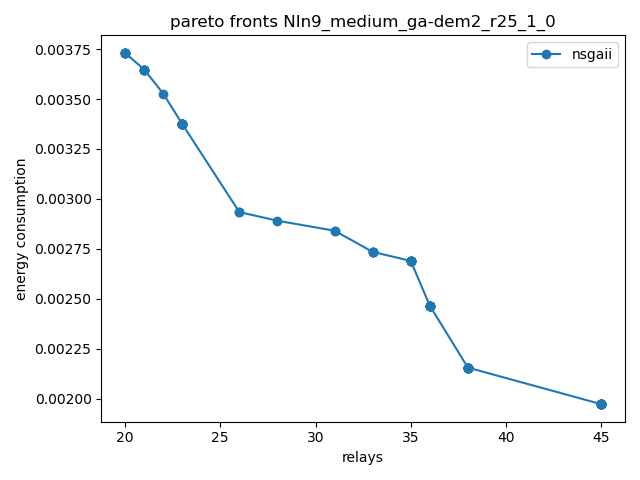 pareto fronts NIn9_medium_ga-dem2_r25_1_0
nsgaii
energy consumption
0.00375
0.00350
0.00325
0.00300
0.00275
0.00250
0.00225
0.00200
20 25 30 35 40 45
relays